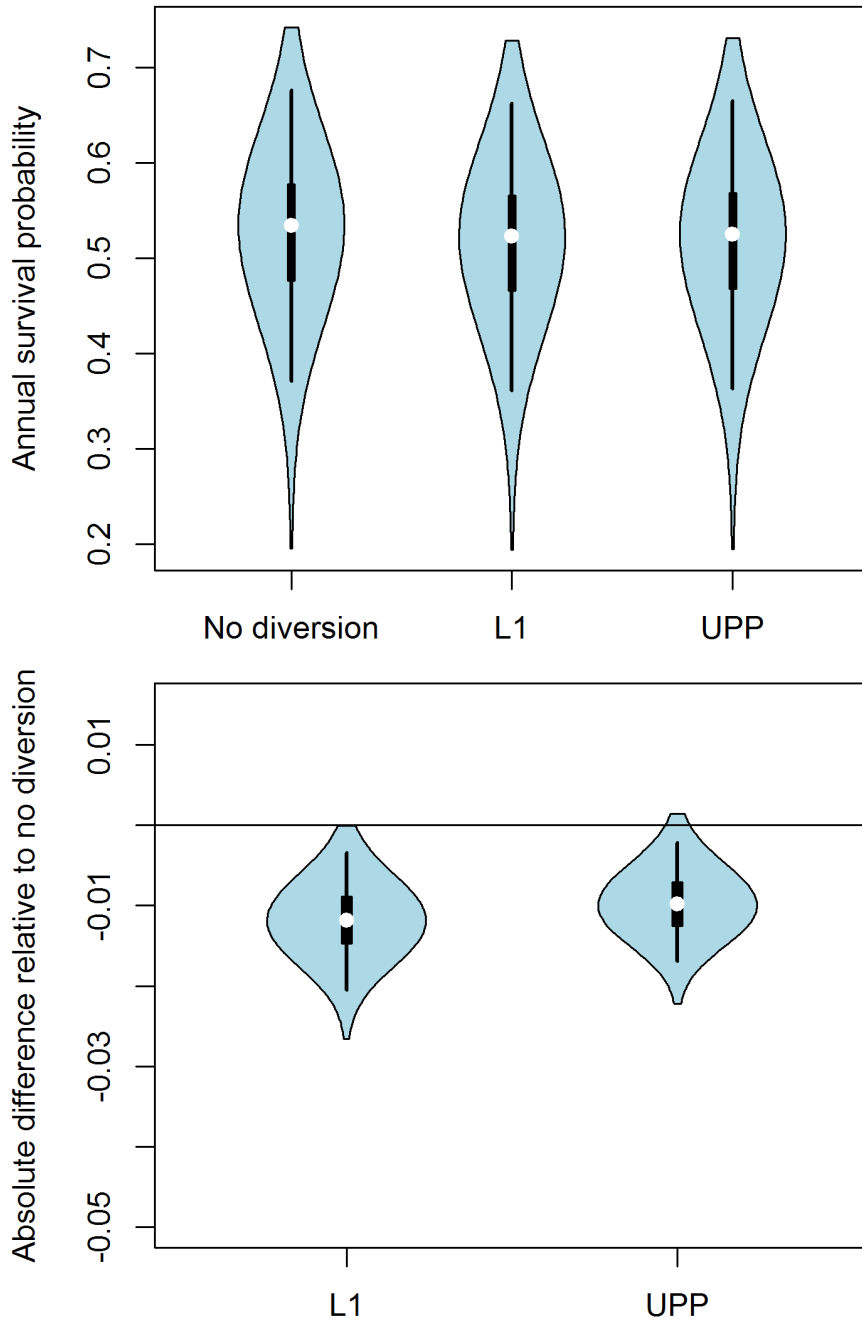 Annual survival probability
0.7
0.6
0.5
0.4
0.3
0.2
No diversion L1 UPP
Absolute difference relative to no diversion
0.01
-0.01
-0.03
-0.05
L1 UPP